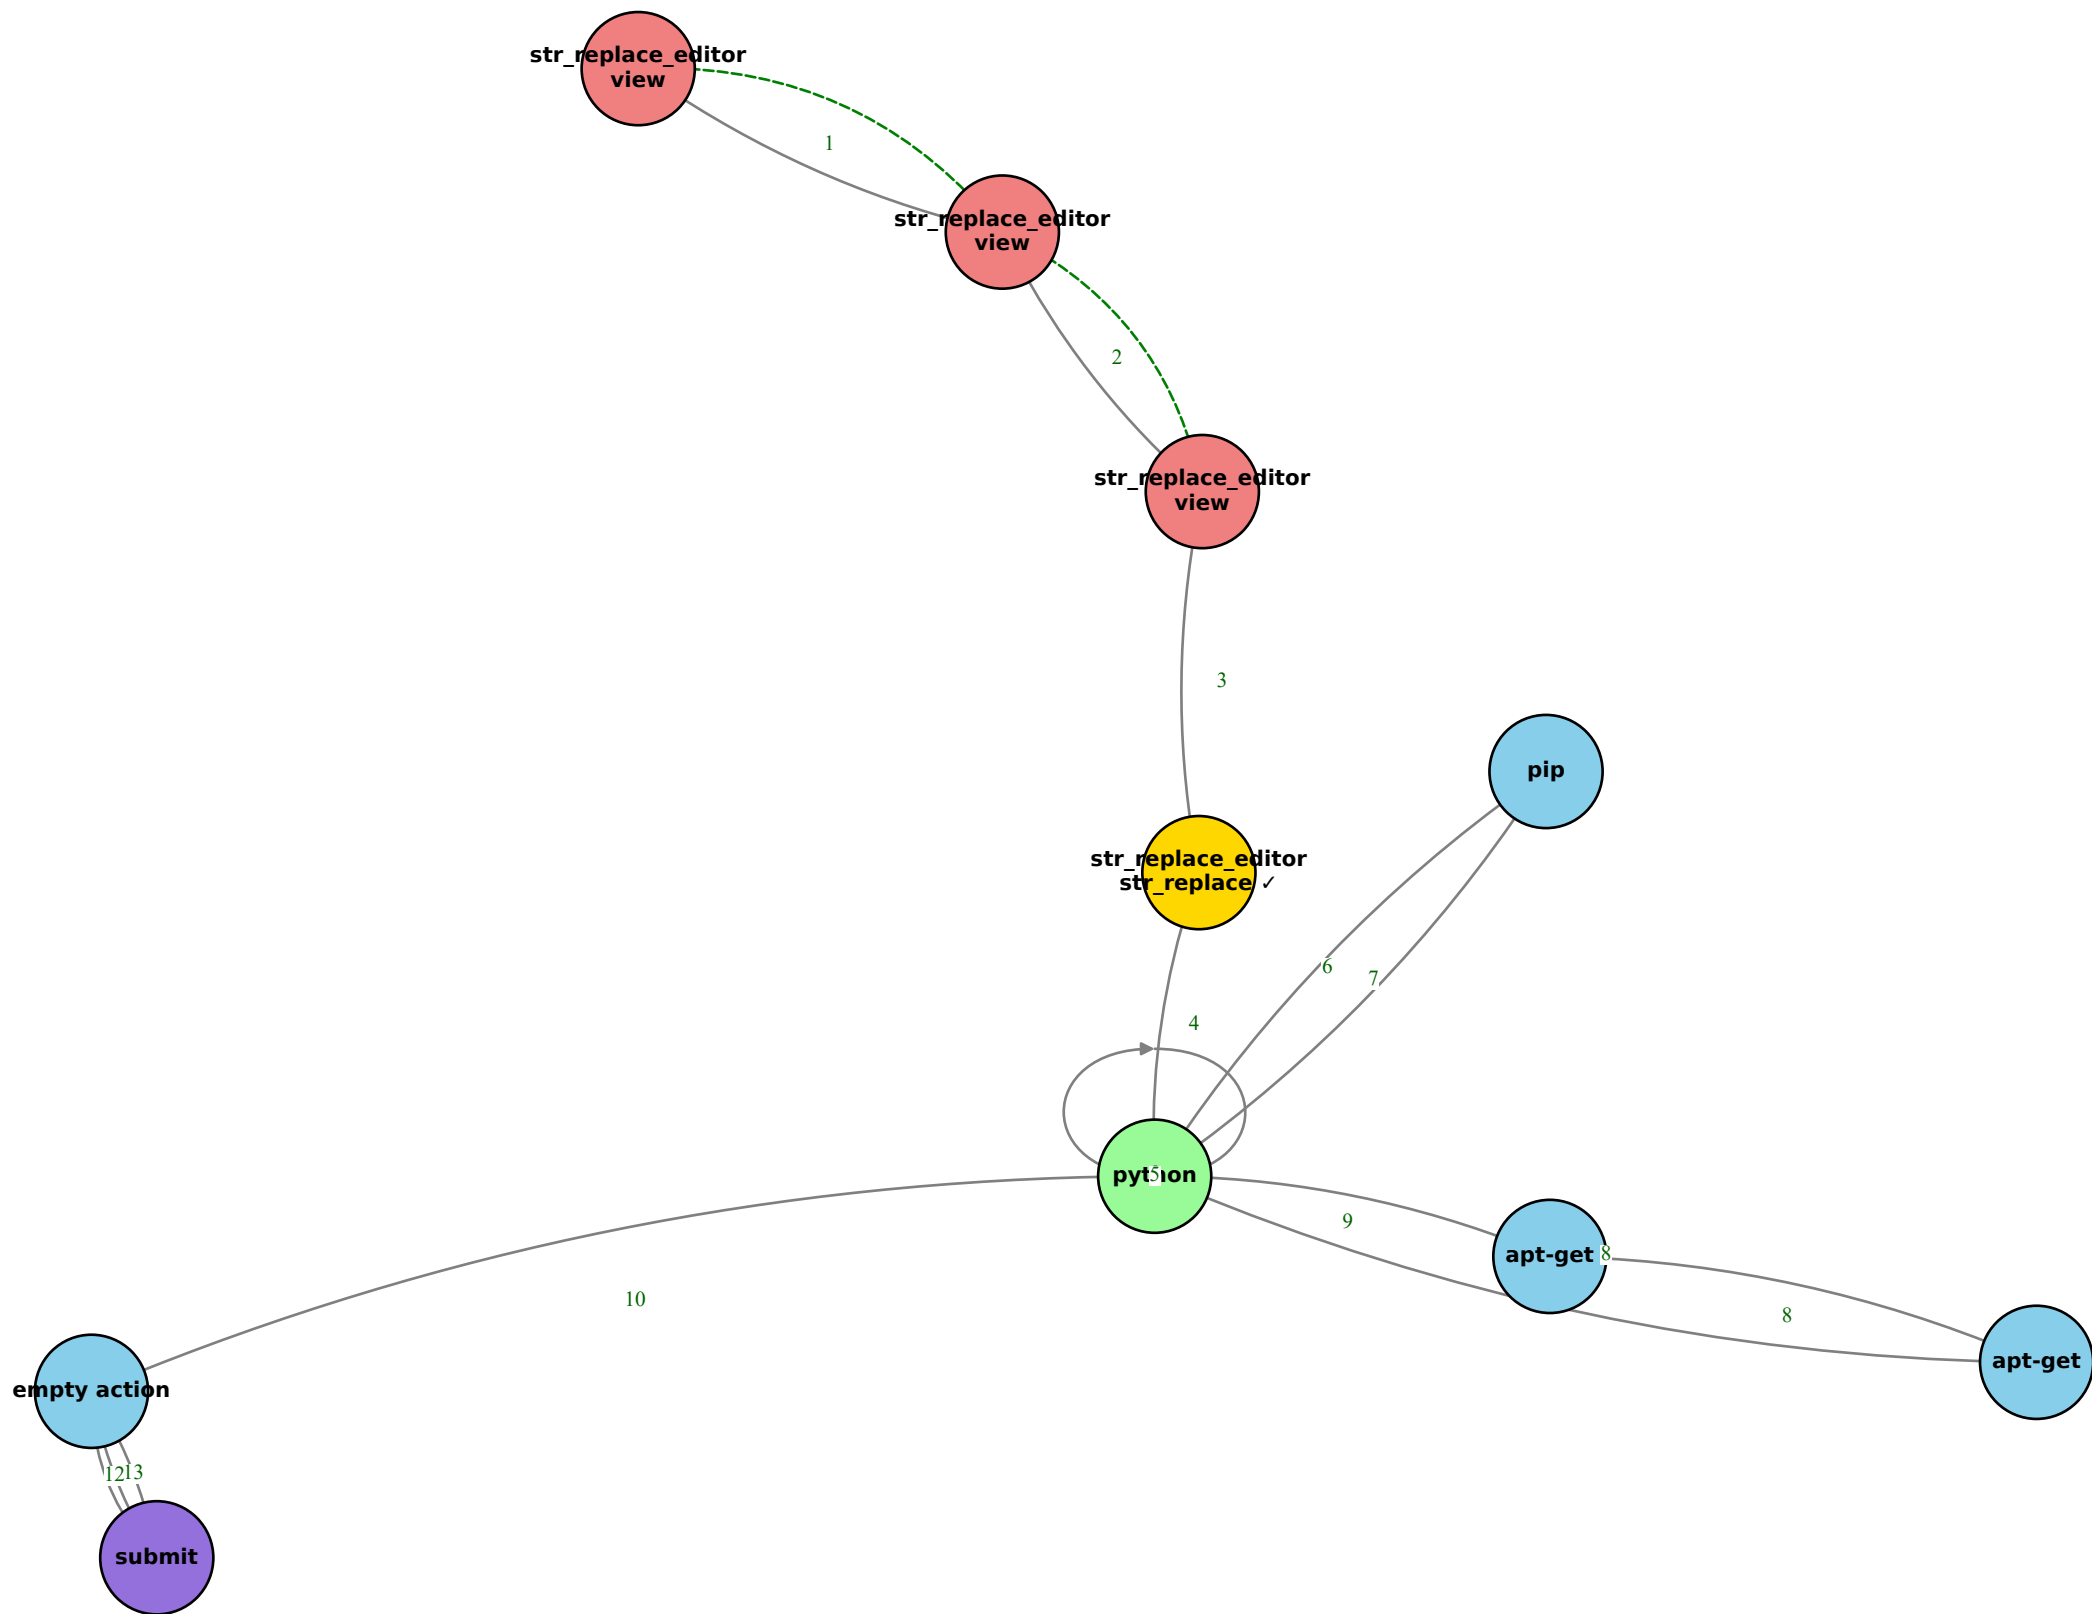 str_replace_editor
view
1
str_replace_editor
view
2
str_replace_editor
view
3
pip
str_replace_editor
str_replace ✓
6
7
4
python
5
9
apt-get
8
10
8
apt-get
empty action
12
13
submit